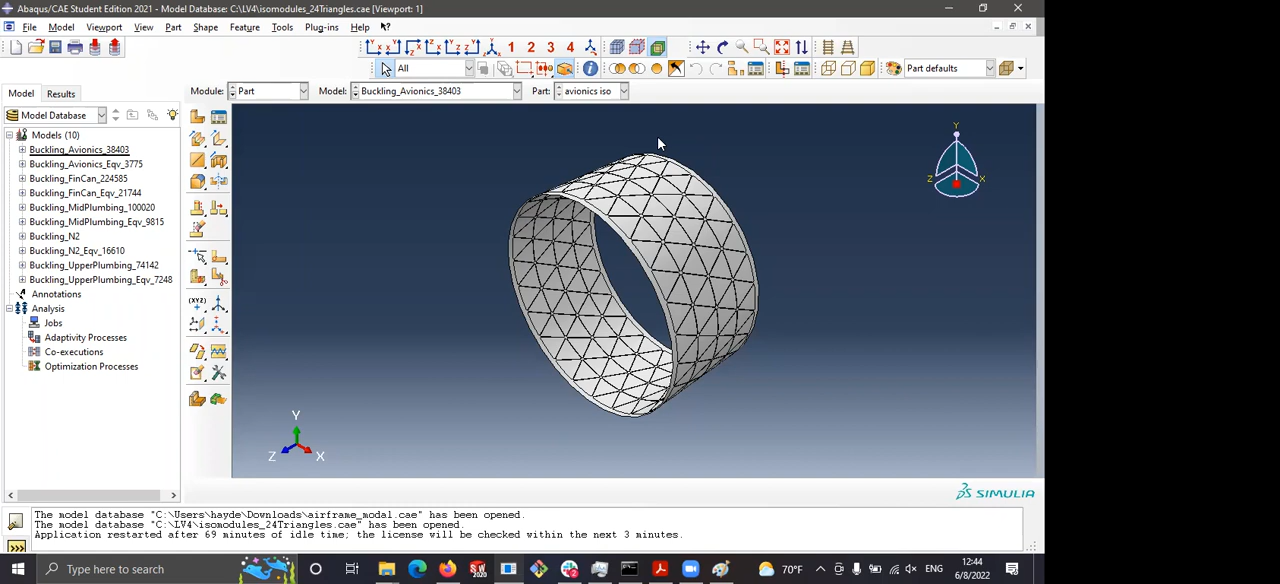 Abaqus/CAE Student Edition 2021 - Model Database: C:\LV4\isomodules_24Triangles.cae [Viewport: 1]
File Model Viewport View Part Shape Feature Tools Plug-ins Help
1 2 3 4
All Part defaults
Model Results Module: Part Model: Buckling_Avionics_38403 Part: avionics iso
Model Database
Models (10)
Buckling_Avionics_38403
Buckling_Avionics_Eqv_3775
Buckling_FinCan_224585
Buckling_FinCan_Eqv_21744
Buckling_MidPlumbing_100020
Buckling_MidPlumbing_Eqv_9815
Buckling_N2
Buckling_N2_Eqv_16610
Buckling_UpperPlumbing_74142
Buckling_UpperPlumbing_Eqv_7248
Annotations
Analysis
Jobs
Adaptivity Processes
Co-executions
Optimization Processes
(XYZ)
Y
Z X
Y
Z X
SIMULIA
The model database "C:\Users\hayde\Downloads\airframe_modal.cae" has been opened.
The model database "C:\LV4\isomodules_24Triangles.cae" has been opened.
Application restarted after 69 minutes of idle time; the license will be checked within the next 3 minutes.
Type here to search 70°F ENG 12:44
6/8/2022